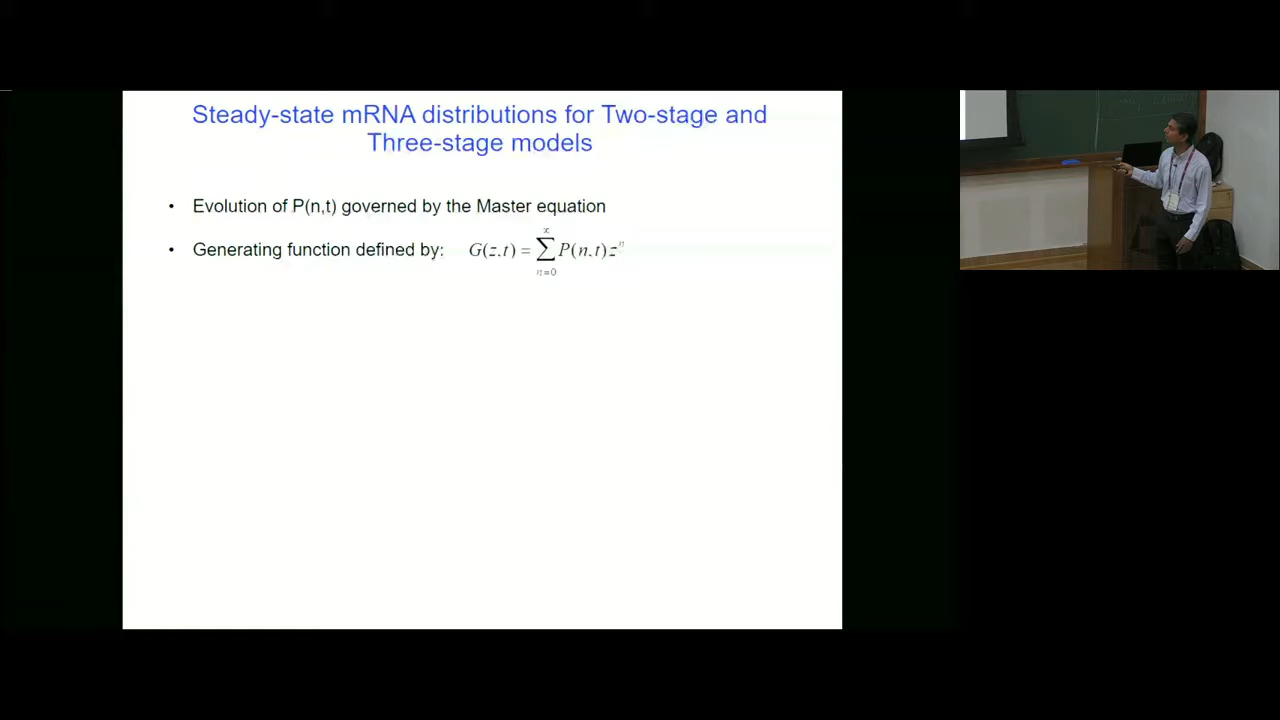 Steady-state mRNA distributions for Two-stage and
Three-stage models
• Evolution of P(n,t) governed by the Master equation
• Generating function defined by: G(z,t) = ∑_{n=0}^{∞} P(n,t) z^n